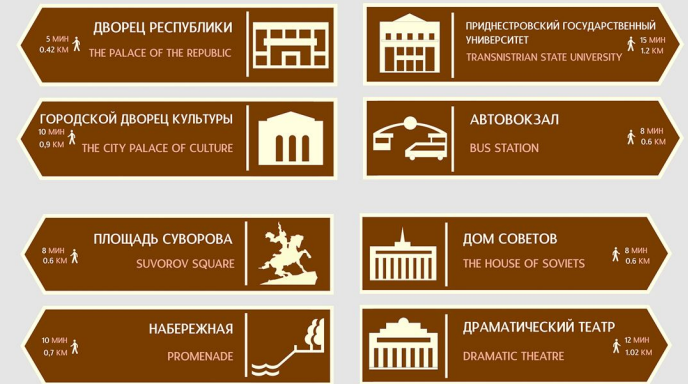 ДВОРЕЦ РЕСПУБЛИКИ
5 МИН
0.42 КМ
THE PALACE OF THE REPUBLIC
ПРИДНЕСТРОВСКИЙ ГОСУДАРСТВЕННЫЙ
УНИВЕРСИТЕТ
TRANSNISTRIAN STATE UNIVERSITY
15 МИН
1.2 КМ
ГОРОДСКОЙ ДВОРЕЦ КУЛЬТУРЫ
10 МИН
0,9 КМ
THE CITY PALACE OF CULTURE
АВТОВОКЗАЛ
BUS STATION
8 МИН
0.6 КМ
ПЛОЩАДЬ СУВОРОВА
8 МИН
0.6 КМ
SUVOROV SQUARE
ДОМ СОВЕТОВ
THE HOUSE OF SOVIETS
8 МИН
0.6 КМ
НАБЕРЕЖНАЯ
10 МИН
0,7 КМ
PROMENADE
ДРАМАТИЧЕСКИЙ ТЕАТР
DRAMATIC THEATRE
12 МИН
1.02 КМ